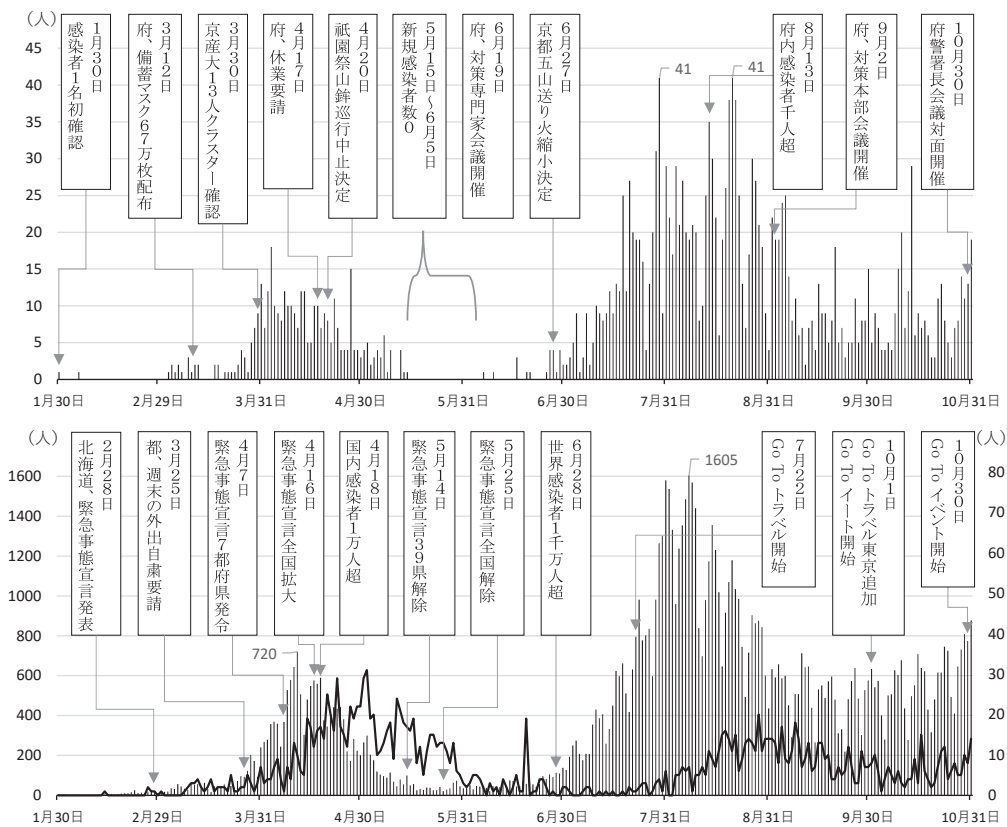 (人)
45
40
35
30
25
20
15
10
5
0
1月30日
感染者1名初確認
3月12日
府、備蓄マスク67万枚配布
3月30日
京産大13人クラスター確認
4月17日
府、休業要請
4月20日
祇園祭山鉾巡行中止決定
5月15日～6月5日
新規感染者数0
6月19日
府、対策専門家会議開催
6月27日
京都五山送り火縮小決定
41
41
8月13日
府内感染者千人超
9月2日
府、対策本部会議開催
10月30日
府警署長会議対面開催
1月30日
2月29日
3月31日
4月30日
5月31日
6月30日
7月31日
8月31日
9月30日
10月31日
(人)
(人)
1600
1400
1200
1000
800
600
400
200
0
2月28日
北海道、緊急事態宣言発表
3月25日
都、週末の外出自粛要請
4月7日
緊急事態宣言7都府県発令
4月16日
緊急事態宣言全国拡大
4月18日
国内感染者1万人超
5月14日
緊急事態宣言39県解除
5月25日
緊急事態宣言全国解除
6月28日
世界感染者1千万人超
720
1605
7月22日
Go To トラベル開始
10月1日
Go To トラベル東京追加
Go To イート開始
10月30日
Go To イベント開始
80
70
60
50
40
30
20
10
0
1月30日
2月29日
3月31日
4月30日
5月31日
6月30日
7月31日
8月31日
9月30日
10月31日